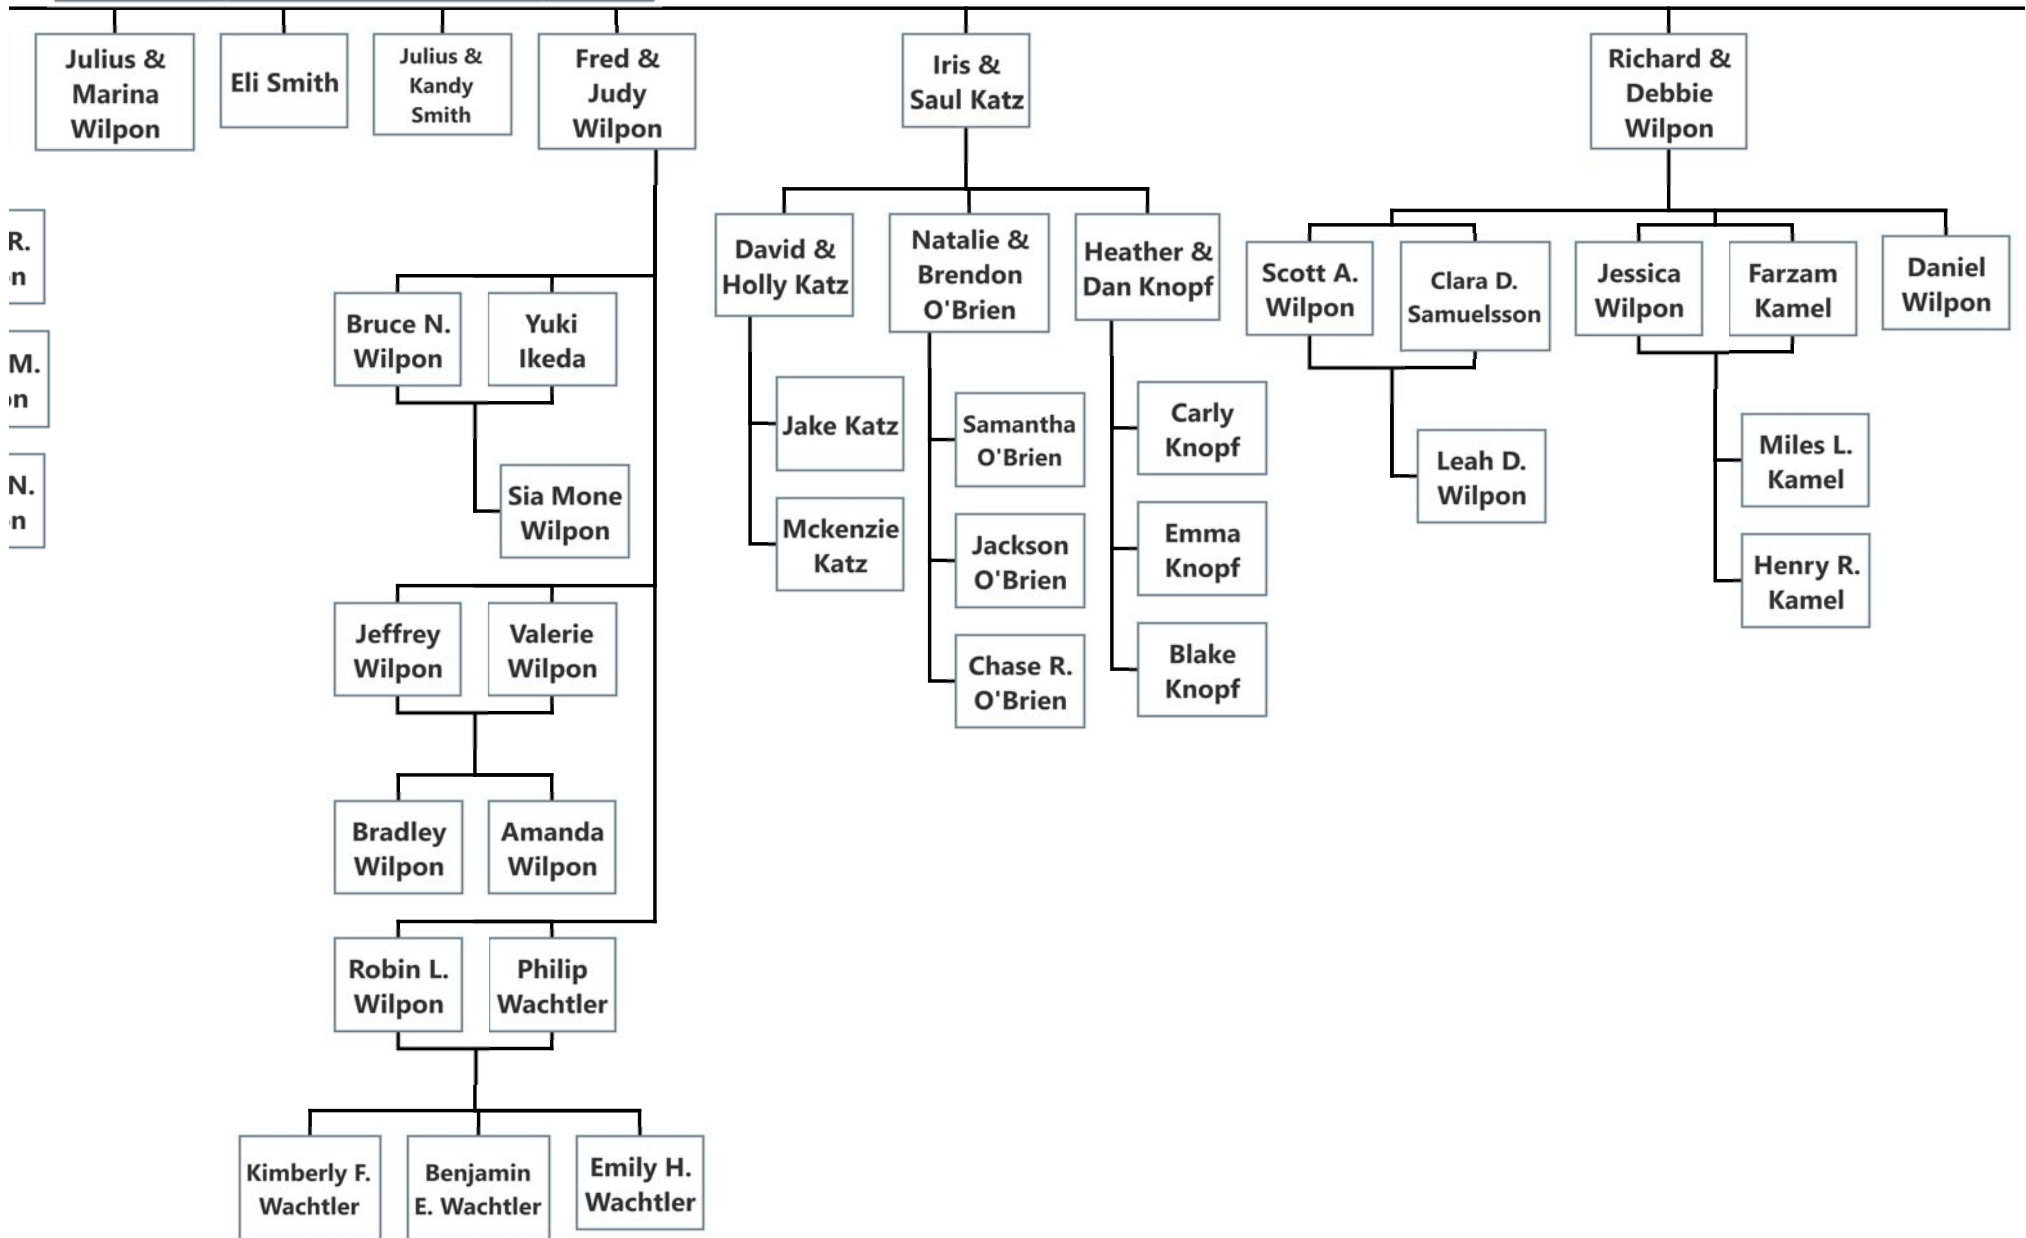 Julius &
Marina
Wilpon
Eli Smith
Julius &
Kandy
Smith
Fred &
Judy
Wilpon
Iris &
Saul Katz
Richard &
Debbie
Wilpon
R.
M.
N.
Bruce N.
Wilpon
Yuki
Ikeda
Sia Mone
Wilpon
Jeffrey
Wilpon
Valerie
Wilpon
Bradley
Wilpon
Amanda
Wilpon
Robin L.
Wilpon
Philip
Wachtler
Kimberly F.
Wachtler
Benjamin
E. Wachtler
Emily H.
Wachtler
David &
Holly Katz
Jake Katz
Mckenzie
Katz
Natalie &
Brendon
O'Brien
Samantha
O'Brien
Jackson
O'Brien
Chase R.
O'Brien
Heather &
Dan Knopf
Carly
Knopf
Emma
Knopf
Blake
Knopf
Scott A.
Wilpon
Clara D.
Samuelsson
Leah D.
Wilpon
Jessica
Wilpon
Farzam
Kamel
Miles L.
Kamel
Henry R.
Kamel
Daniel
Wilpon